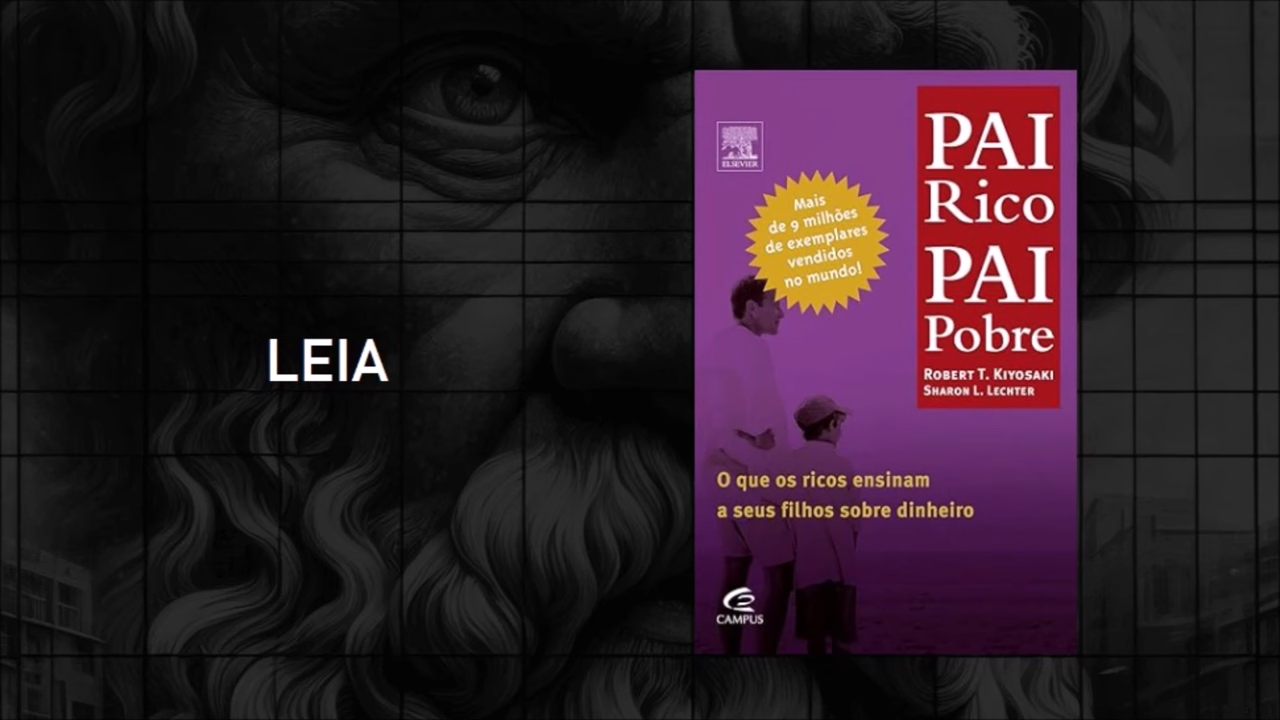 LEIA
ELSEVIER
Mais
de 9 milhões
de exemplares
vendidos
no mundo!
PAI
Rico
PAI
Pobre
ROBERT T. KIYOSAKI
SHARON L. LECHTER
O que os ricos ensinam
a seus filhos sobre dinheiro
CAMPUS